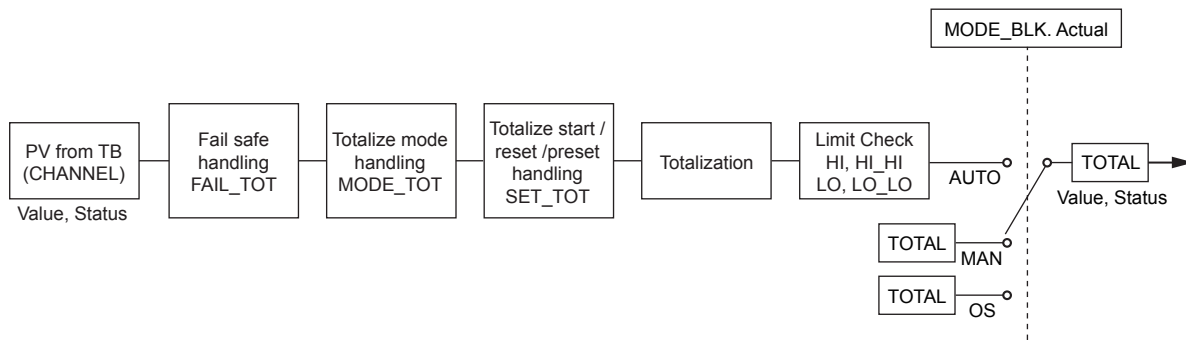 MODE_BLK. Actual
PV from TB
(CHANNEL)
Value, Status
Fail safe
handling
FAIL_TOT
Totalize mode
handling
MODE_TOT
Totalize start /
reset /preset
handling
SET_TOT
Totalization
Limit Check
HI, HI_HI
LO, LO_LO
AUTO
TOTAL
Value, Status
TOTAL
MAN
TOTAL
OS